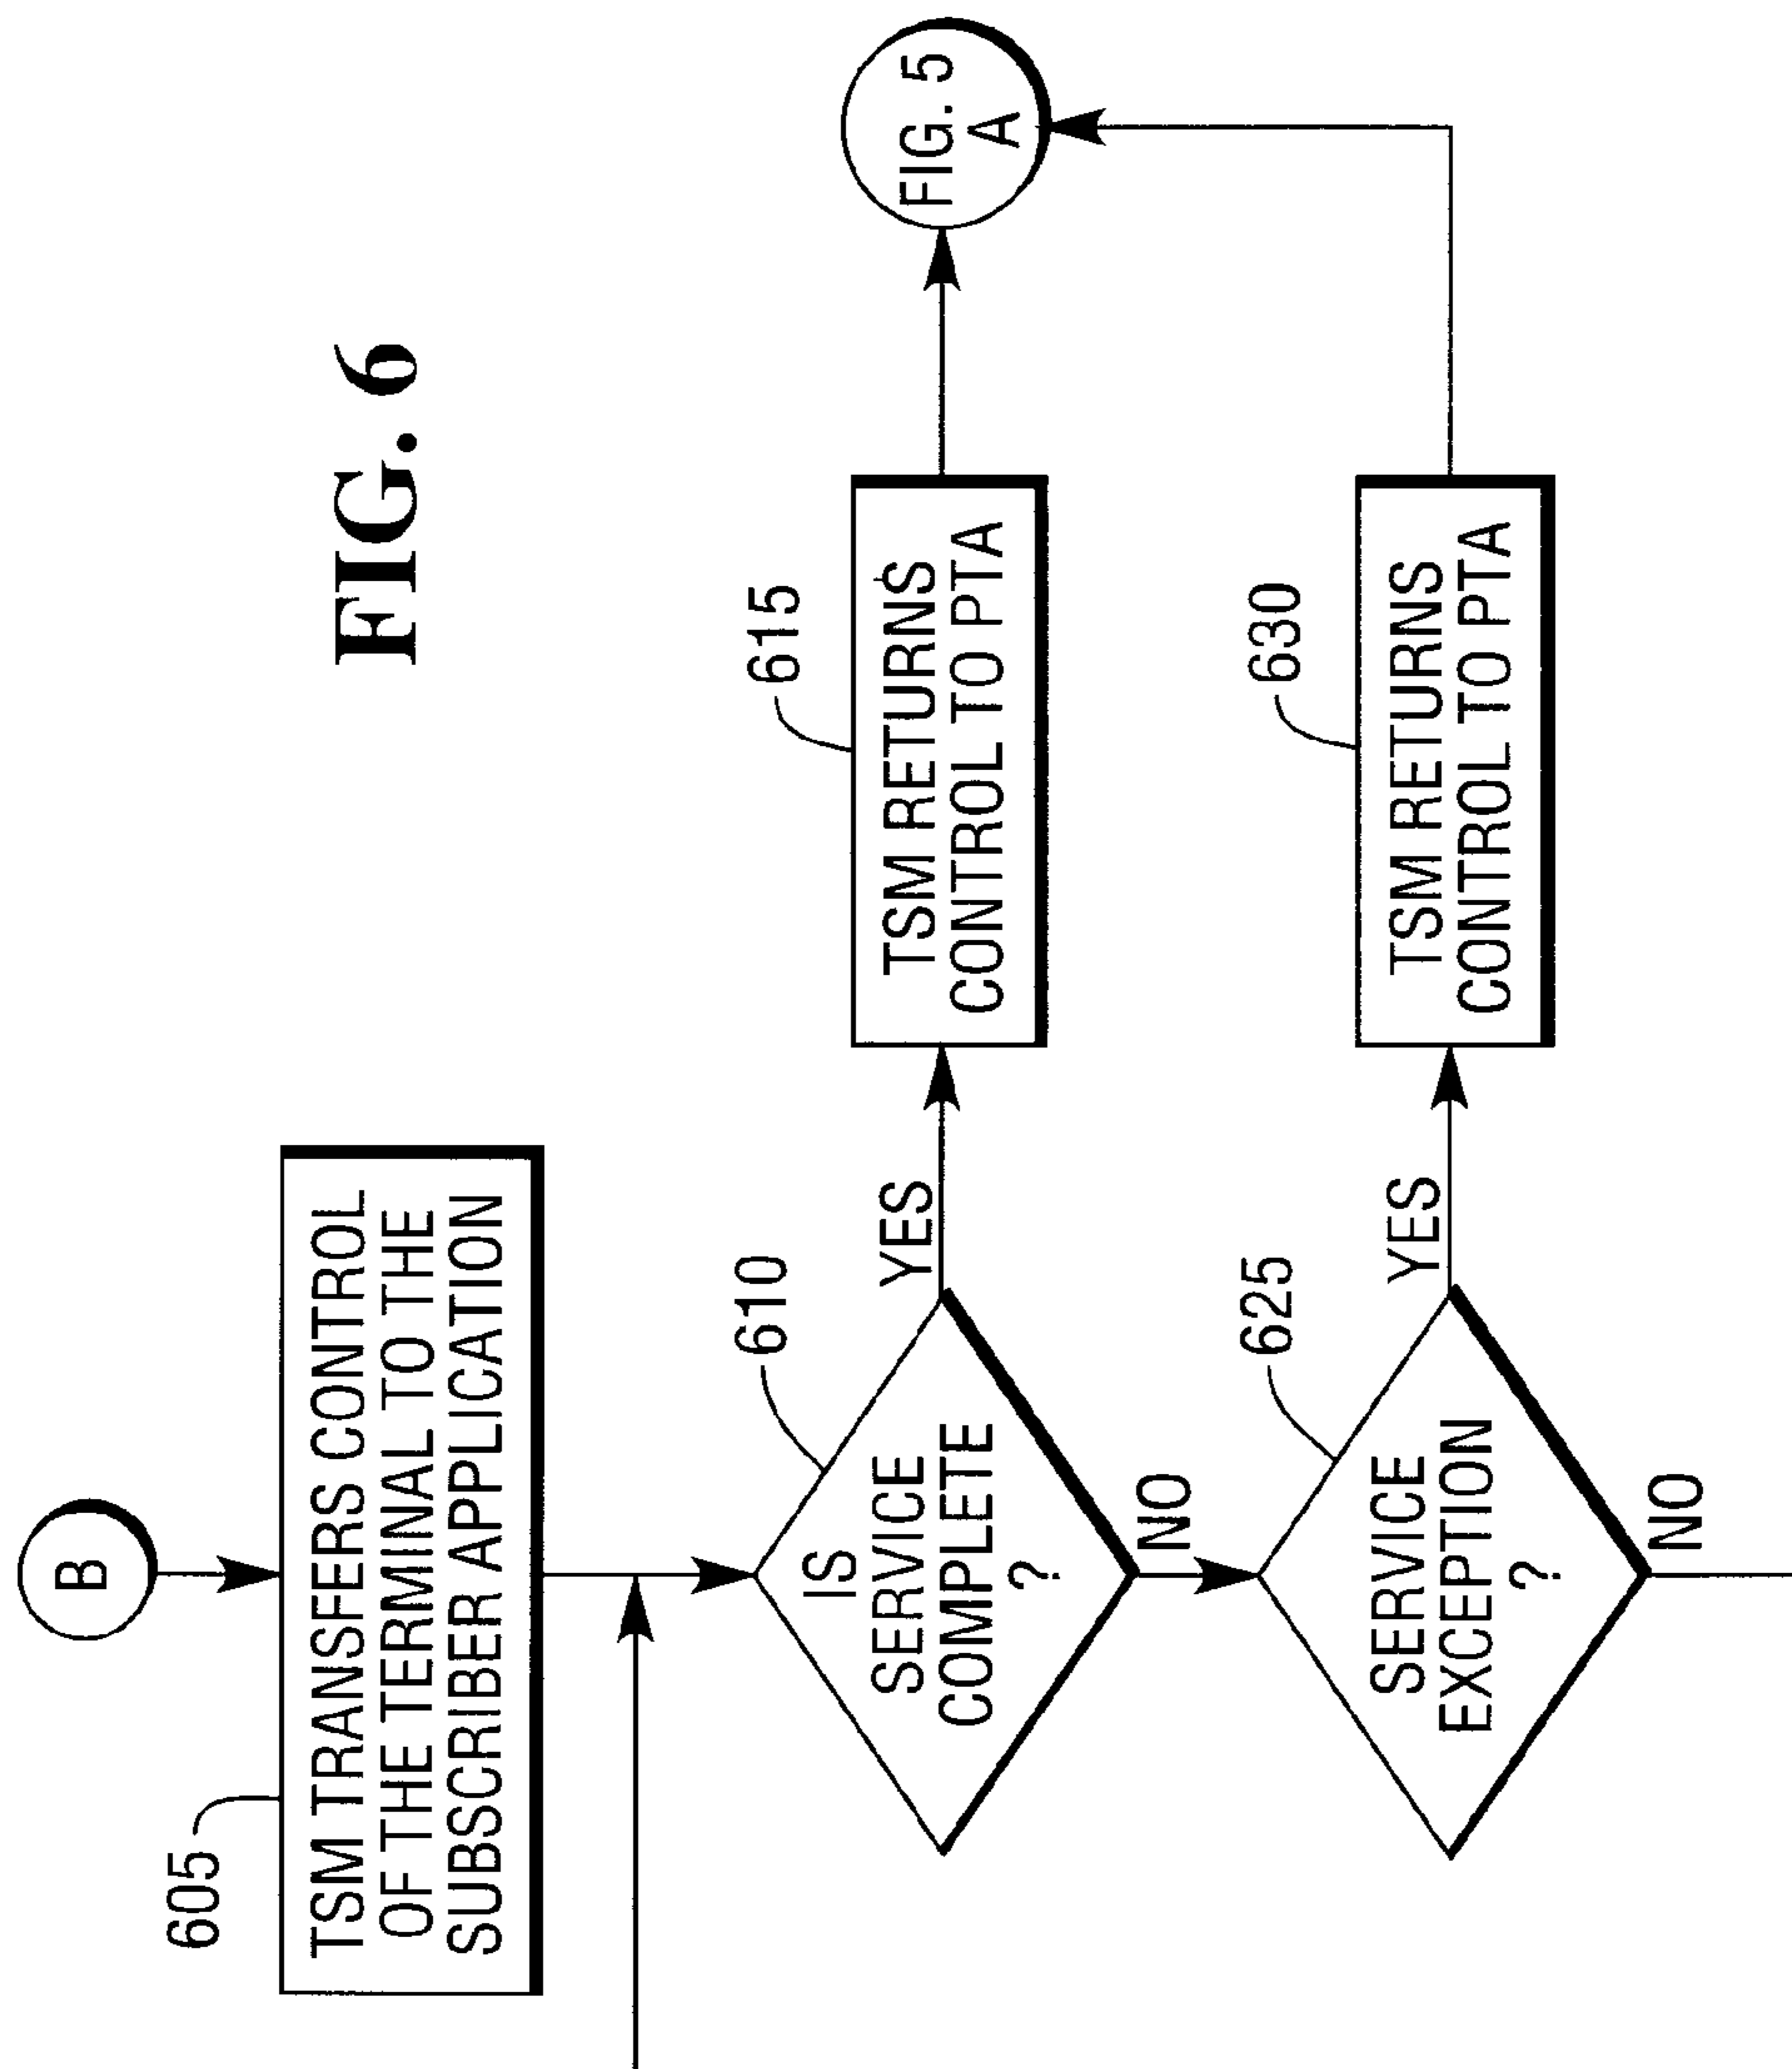 FIG. 6
B
605
TSM TRANSFERS CONTROL
OF THE TERMINAL TO THE
SUBSCRIBER APPLICATION
610
IS
SERVICE
COMPLETE
?
YES
615
TSM RETURNS
CONTROL TO PTA
FIG. 5
A
NO
625
SERVICE
EXCEPTION
?
YES
630
TSM RETURNS
CONTROL TO PTA
NO